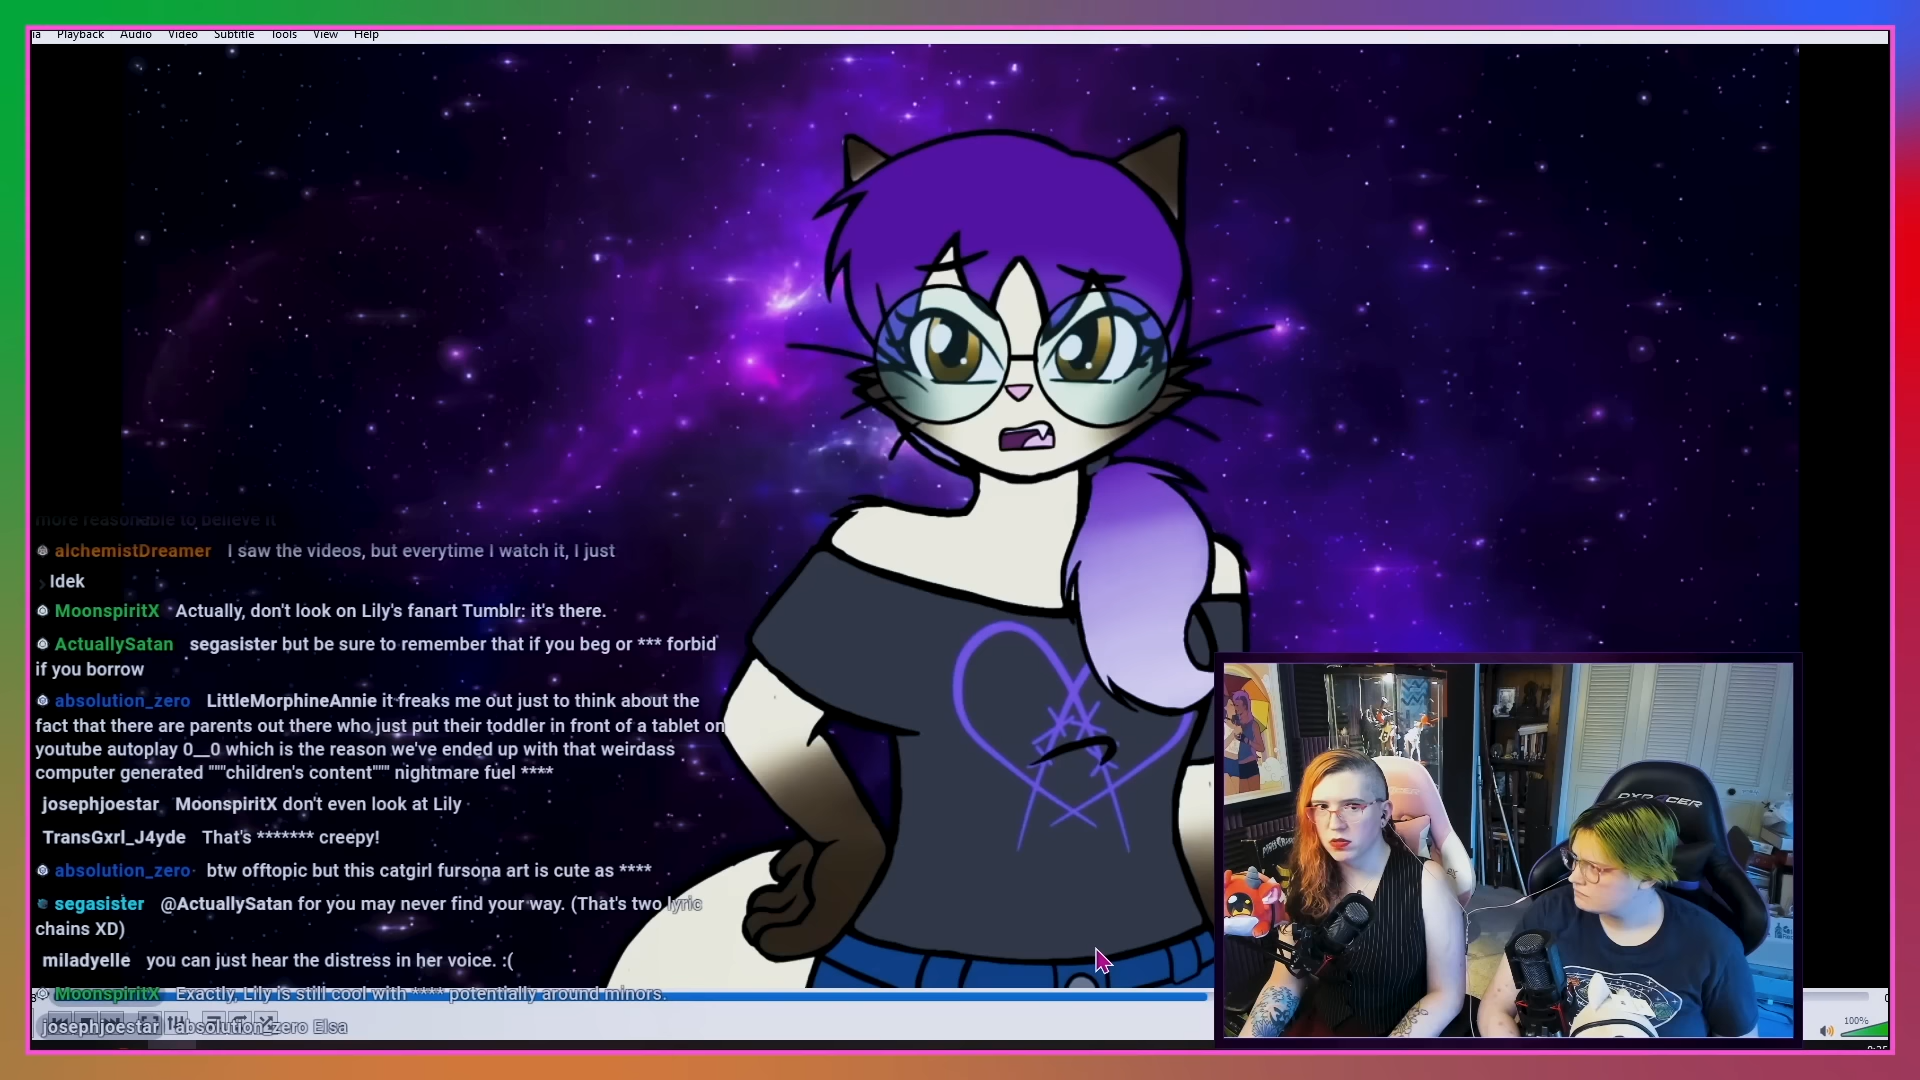 ia Playback Audio Video Subtitle Tools View Help
more reasonable to believe it
alchemistDreamer I saw the videos, but everytime I watch it, I just
Idek
MoonspiritX Actually, don't look on Lily's fanart Tumblr: it's there.
ActuallySatan segasister but be sure to remember that if you beg or *** forbid
if you borrow
absolution_zero LittleMorphineAnnie it freaks me out just to think about the
fact that there are parents out there who just put their toddler in front of a tablet on
youtube autoplay 0__0 which is the reason we've ended up with that weirdass
computer generated """children's content""" nightmare fuel ****
josephjoestar MoonspiritX don't even look at Lily
TransGxrl_J4yde That's ******* creepy!
absolution_zero btw offtopic but this catgirl fursona art is cute as ****
segasister @ActuallySatan for you may never find your way. (That's two lyric
chains XD)
miladyelle you can just hear the distress in her voice. :(
MoonspiritX Exactly, Lily is still cool with **** potentially around minors.
josephjoestar absolution_zero Elsa
DXRACER
100%